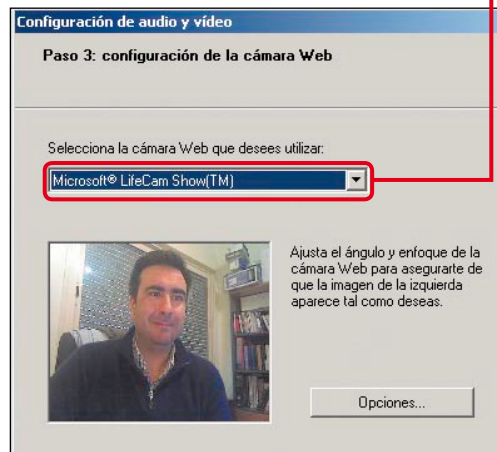 Configuración de audio y vídeo
Paso 3: configuración de la cámara Web
Selecciona la cámara Web que desees utilizar:
Microsoft® LifeCam Show(TM)
Ajusta el ángulo y enfoque de la
cámara Web para asegurarte de
que la imagen de la izquierda
aparece tal como deseas.
Opciones...